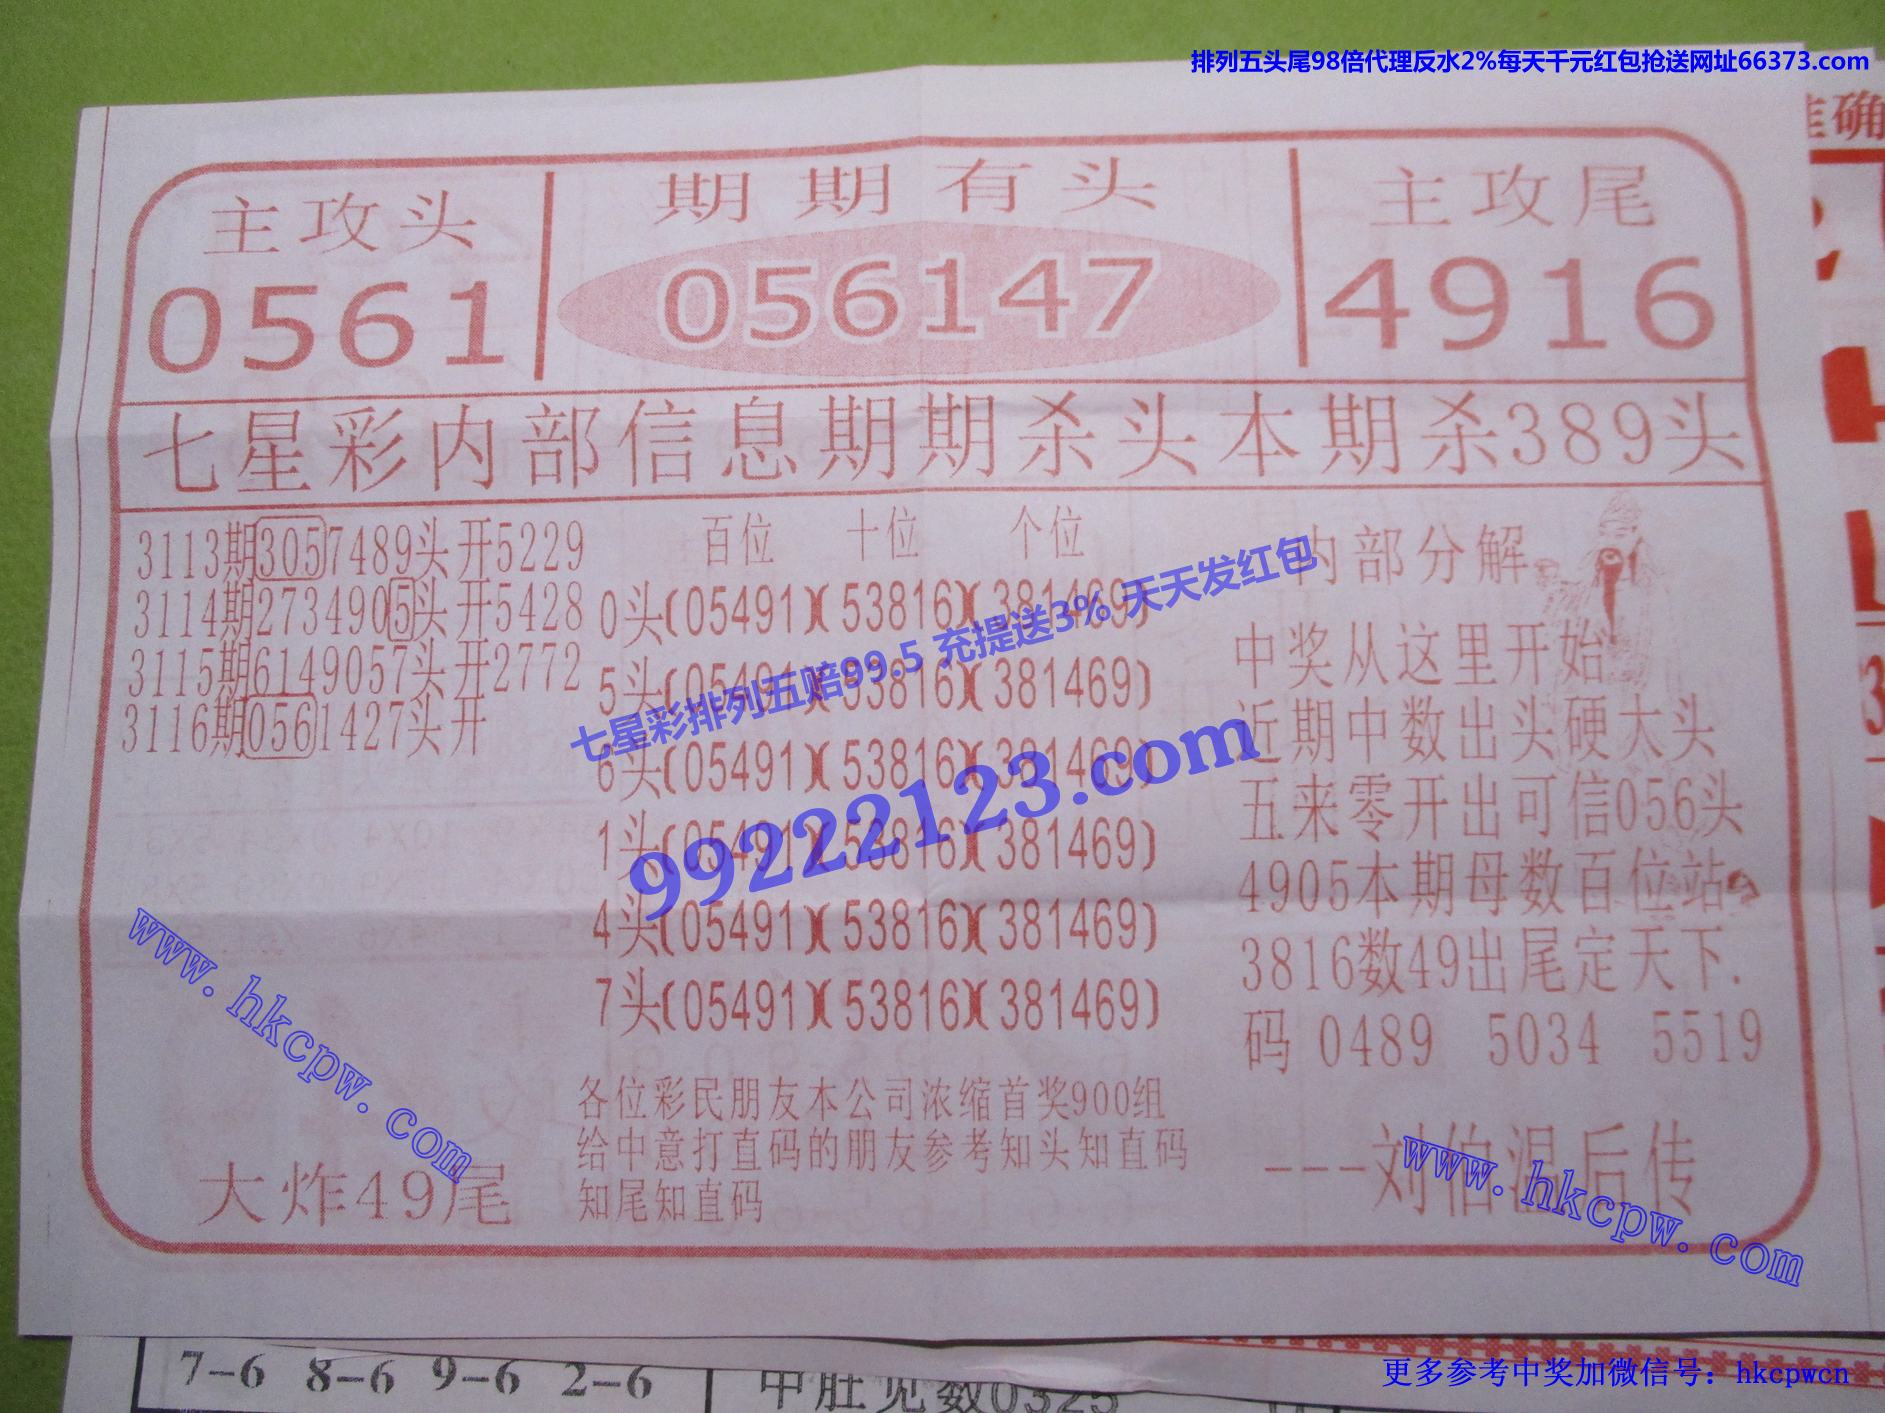 排列五头尾98倍代理反水2%每天千元红包抢送网址66373.com
准确
主攻头
期期有头
主攻尾
0561
056147
4916
七星彩内部信息期期杀头本期杀389头
3113期3057489头开5229
3114期2734905头开5428
3115期6149057头开2772
3116期0561427头开
百位 十位 个位
0头(05491)(53816)(381469)
5头(05491)(53816)(381469)
6头(05491)(53816)(381469)
1头(05491)(53816)(381469)
4头(05491)(53816)(381469)
7头(05491)(53816)(381469)
内部分解
中奖从这里开始
近期中数出头硬大头
五来零开出可信056头
4905本期母数百位站
3816数49出尾定天下.
码 0489 5034 5519
---刘伯温后传
七星彩排列五赔99.5 充提送3% 天天发红包
99222123.com
www.hkcpw.com
www.hkcpw.com
各位彩民朋友本公司浓缩首奖900组
给中意打直码的朋友参考知头知直码
知尾知直码
大炸49尾
7-6 8-6 9-6 2-6
更多参考中奖加微信号：hkcpwcn